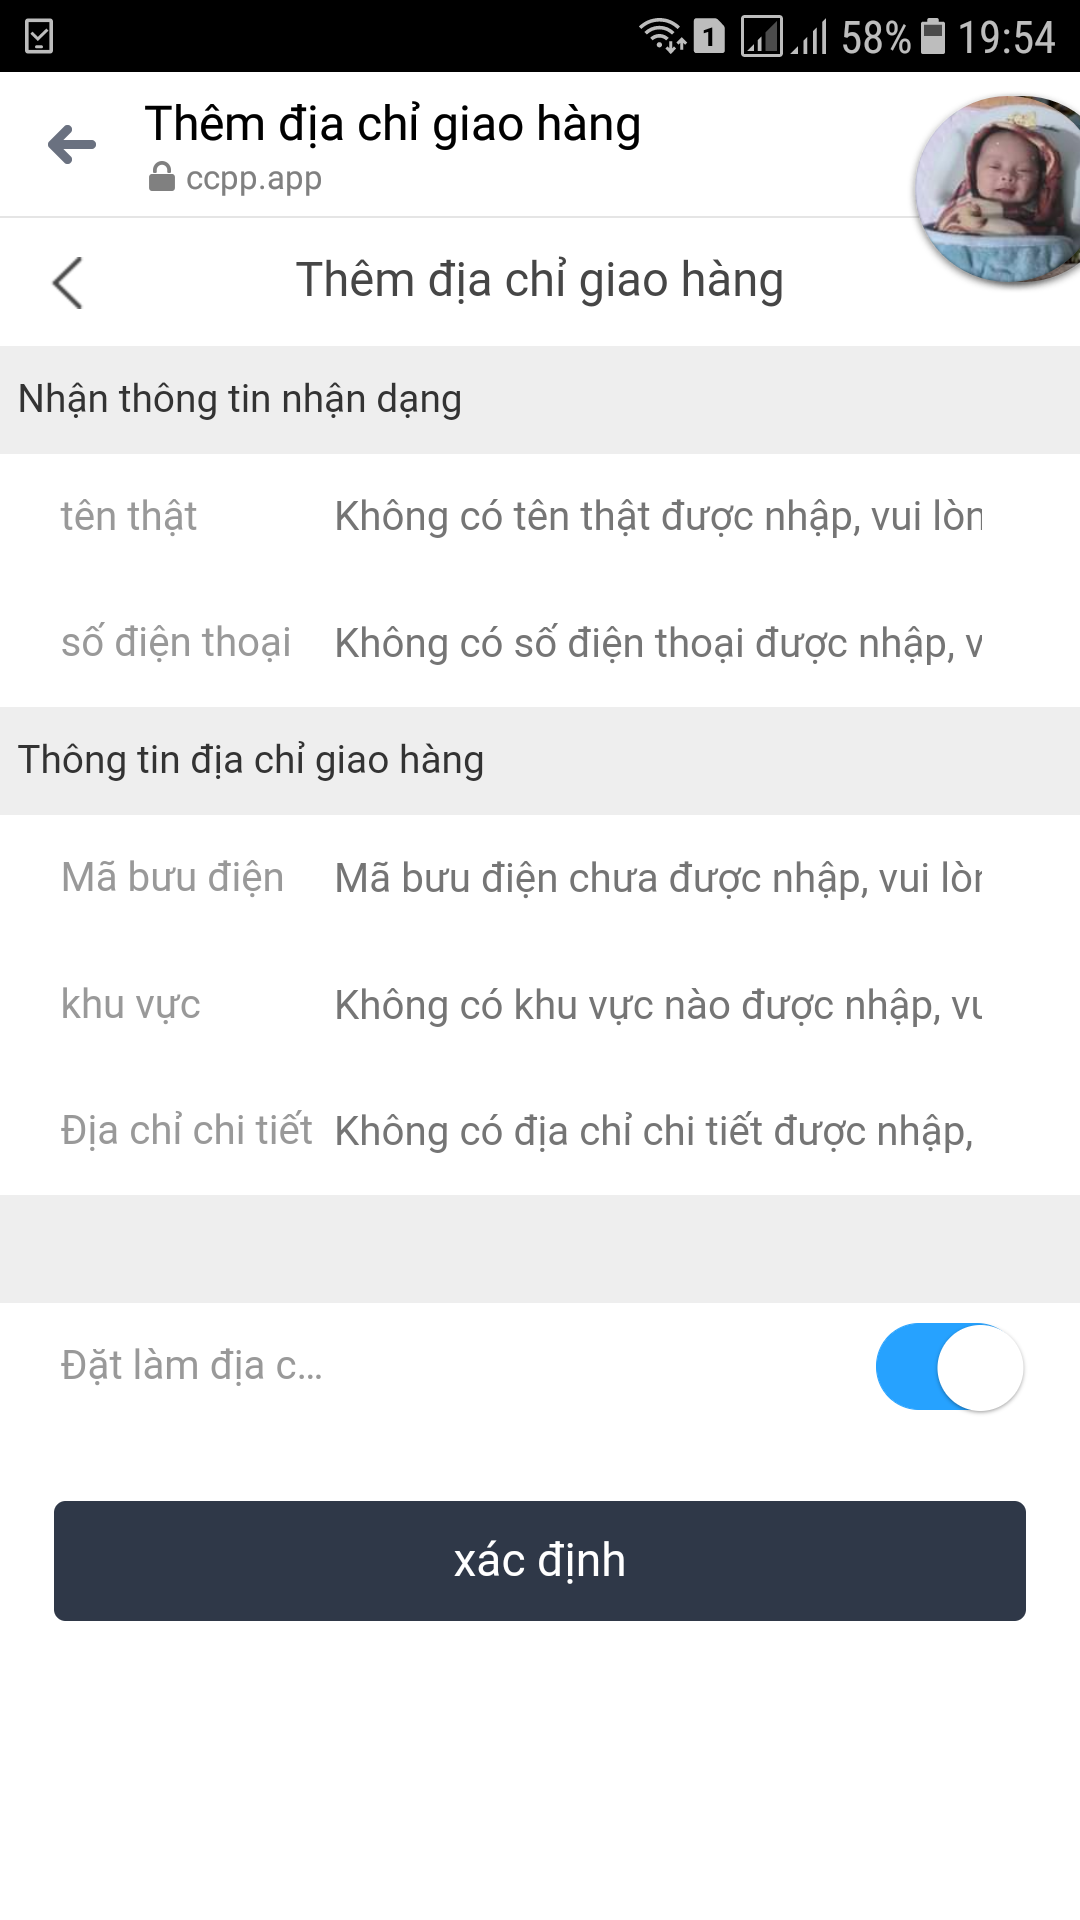 1 58% 19:54
Thêm địa chỉ giao hàng
ccpp.app
Thêm địa chỉ giao hàng
Nhận thông tin nhận dạng
tên thật Không có tên thật được nhập, vui lòn
số điện thoại Không có số điện thoại được nhập, v
Thông tin địa chỉ giao hàng
Mã bưu điện Mã bưu điện chưa được nhập, vui lòn
khu vực Không có khu vực nào được nhập, vu
Địa chỉ chi tiết Không có địa chỉ chi tiết được nhập,
Đặt làm địa c...
xác định